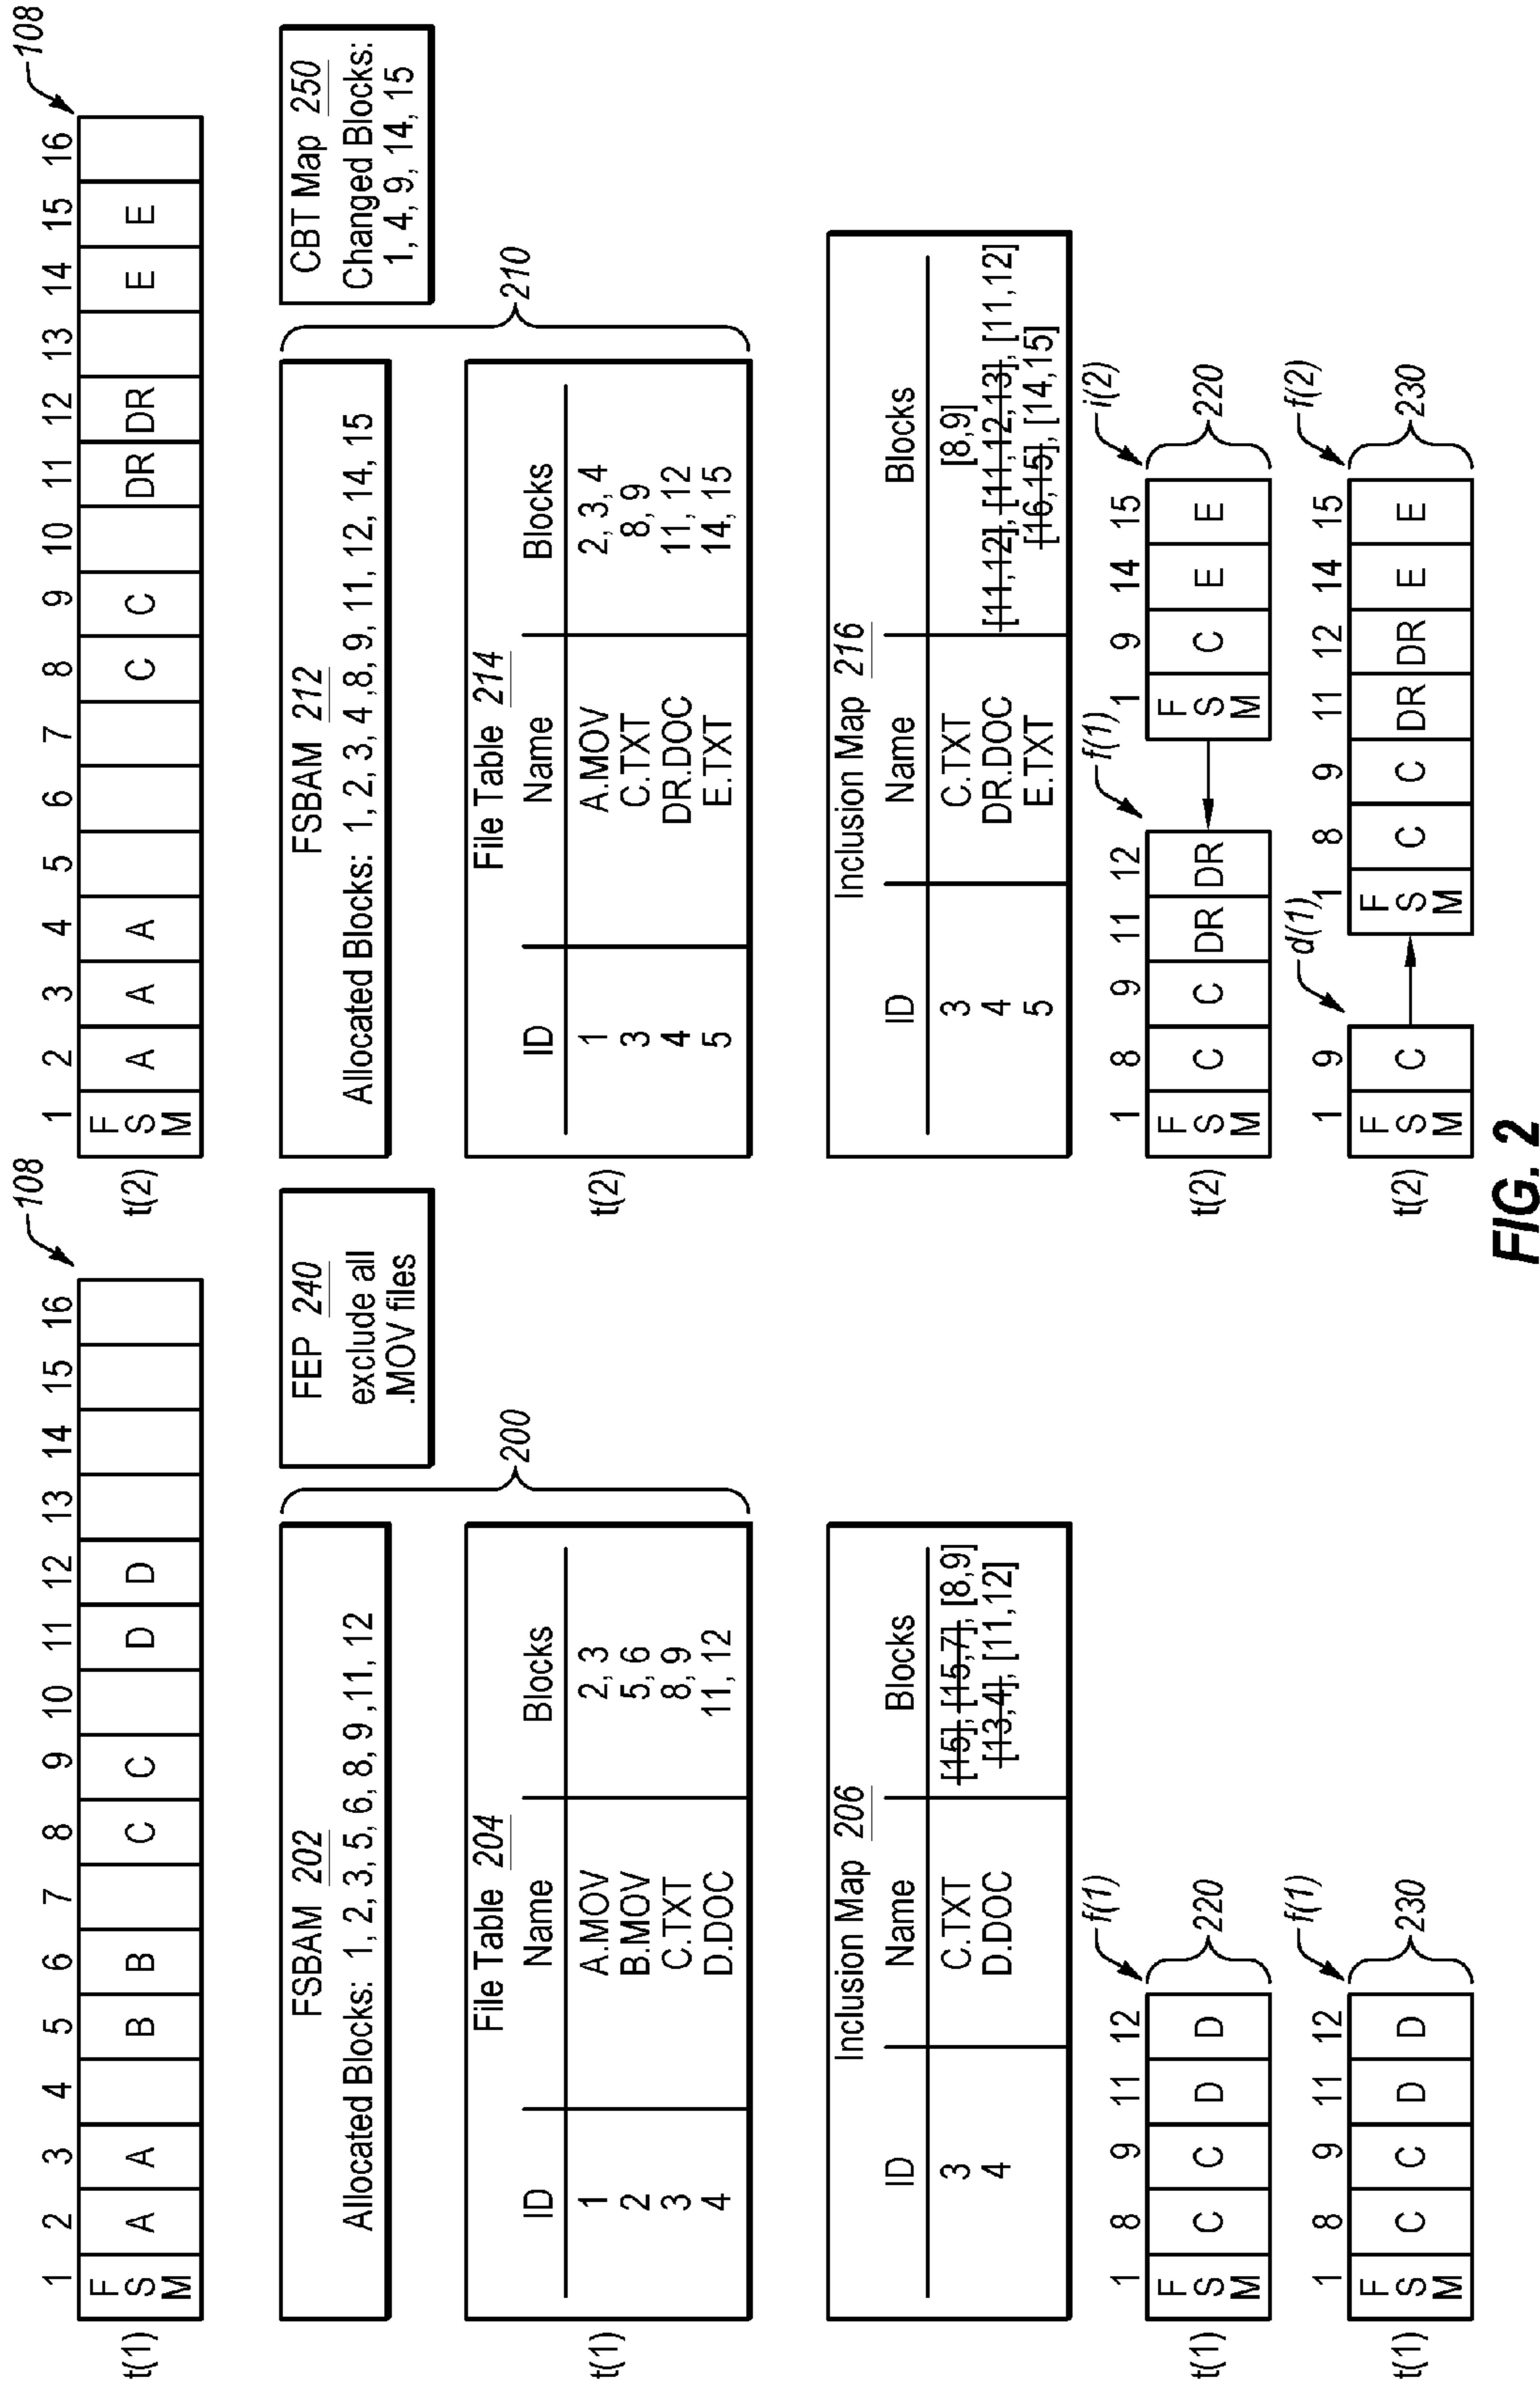 1 2 3 4 5 6 7 8 9 10 11 12 13 14 15 16
108
t(1)
F S M
A A B B C C D D
FSBAM 202
Allocated Blocks: 1, 2, 3, 5, 6, 8, 9 ,11, 12
FEP 240
exclude all
.MOV files
File Table 204
ID Name Blocks
1 A.MOV 2, 3
2 B.MOV 5, 6
3 C.TXT 8, 9
4 D.DOC 11, 12
200
t(1)
Inclusion Map 206
ID Name Blocks
3 C.TXT [15], [15,7], [8,9]
4 D.DOC [13,4], [11,12]
1 8 9 11 12
f(1)
t(1)
F S M
C C D D
220
1 8 9 11 12
f(1)
t(1)
F S M
C C D D
230
1 2 3 4 5 6 7 8 9 10 11 12 13 14 15 16
108
t(2)
F S M
A A A C C DR DR E E
FSBAM 212
Allocated Blocks: 1, 2, 3, 4 ,8, 9, 11, 12, 14, 15
CBT Map 250
Changed Blocks:
1, 4, 9, 14, 15
File Table 214
ID Name Blocks
1 A.MOV 2, 3, 4
3 C.TXT 8, 9
4 DR.DOC 11, 12
5 E.TXT 14, 15
210
t(2)
Inclusion Map 216
ID Name Blocks
3 C.TXT [8,9]
4 DR.DOC [11,12], [11,12,13], [11,12]
5 E.TXT [16,15], [14,15]
1 8 9 11 12
f(1)
1 9 14 15
i(2)
t(2)
F S M
C C DR DR
F S M
C E E
220
1 9
d(1)
1 8 9 11 12 14 15
f(2)
t(2)
F S M
C
F S M
C C DR DR E E
230
FIG. 2